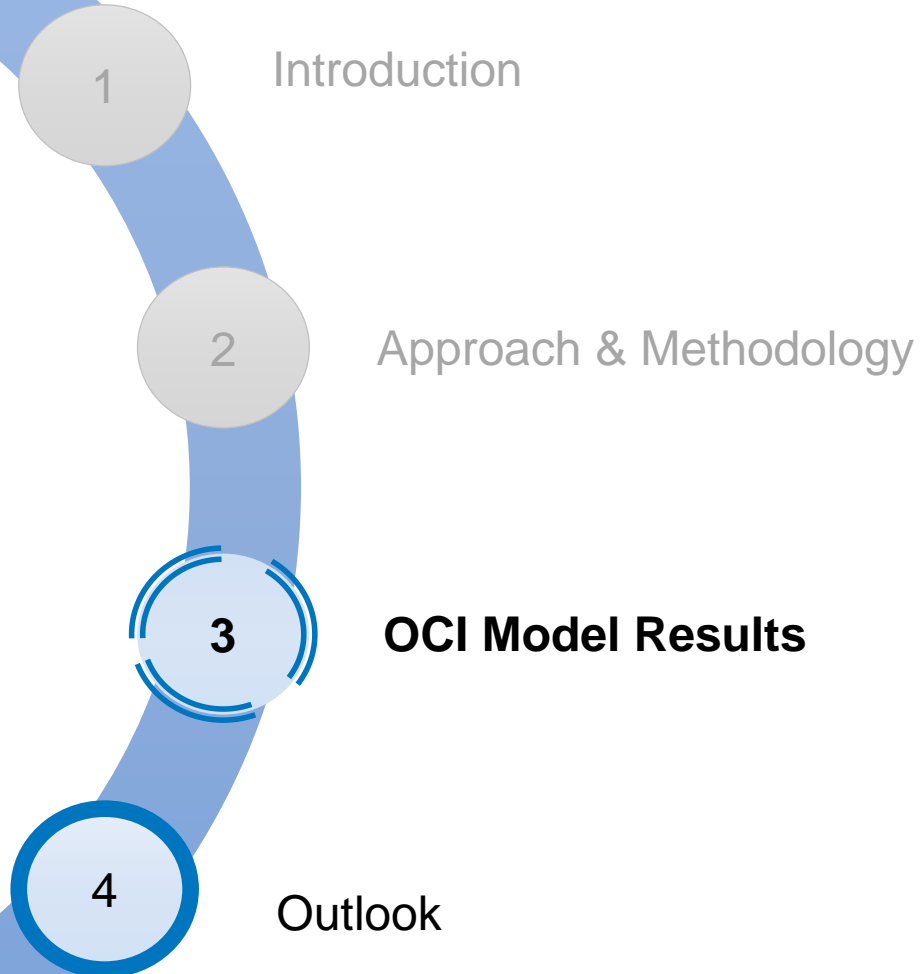 1
Introduction
2
Approach & Methodology
3
OCI Model Results
4
Outlook